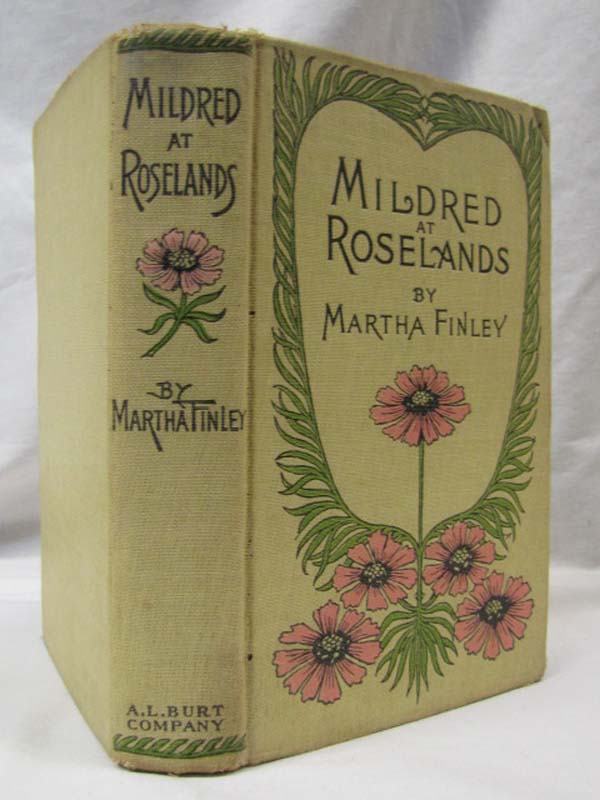 MILDRED
AT
ROSELANDS
BY
MARTHA FINLEY
A.L.BURT
COMPANY
MILDRED
AT
ROSELANDS
BY
MARTHA FINLEY